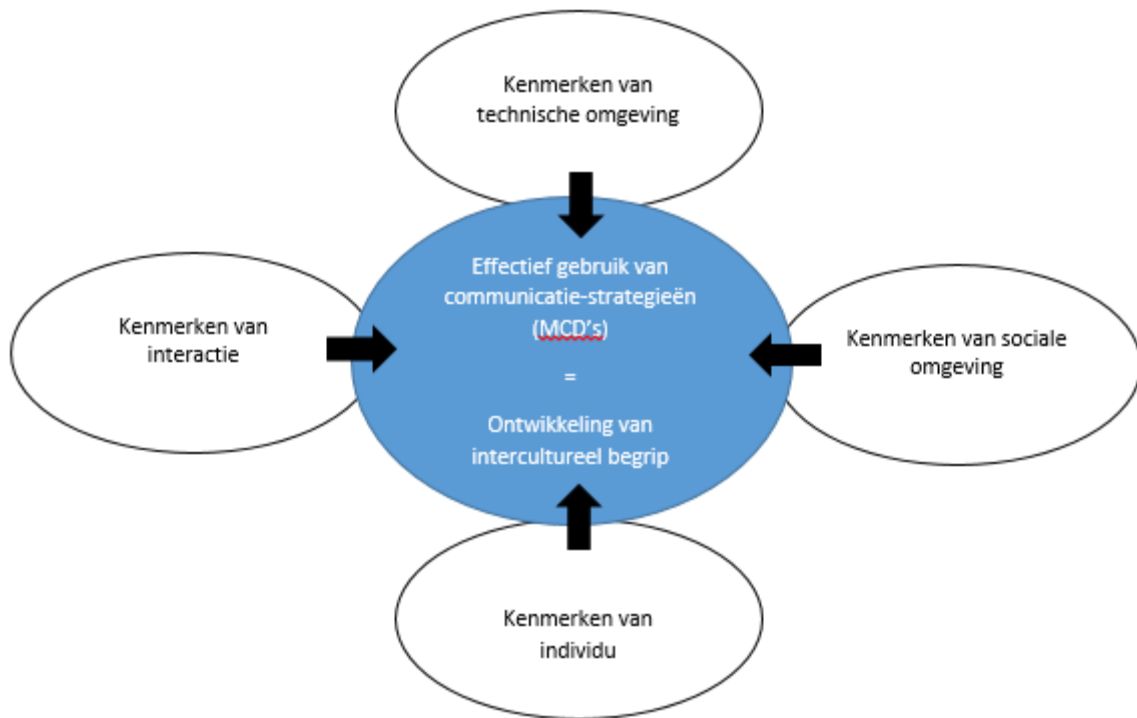 Kenmerken van
technische omgeving
Effectief gebruik van
communicatie-strategieën
(MCD's)
=
Ontwikkeling van
intercultureel begrip
Kenmerken van
interactie
Kenmerken van sociale
omgeving
Kenmerken van
individu